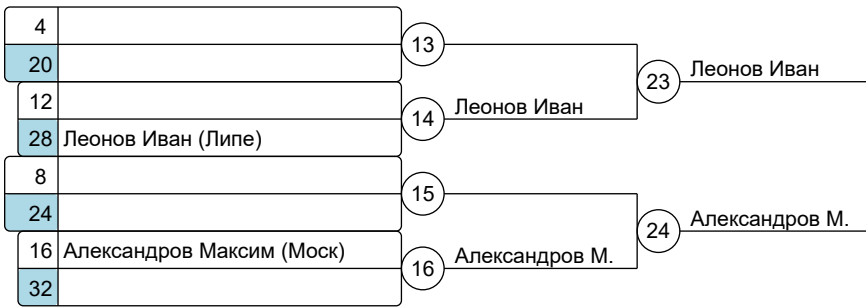 4
13
20
23 Леонов Иван
12
14 Леонов Иван
28 Леонов Иван (Липе)
8
15
24
24 Александров М.
16 Александров Максим (Моск)
16 Александров М.
32